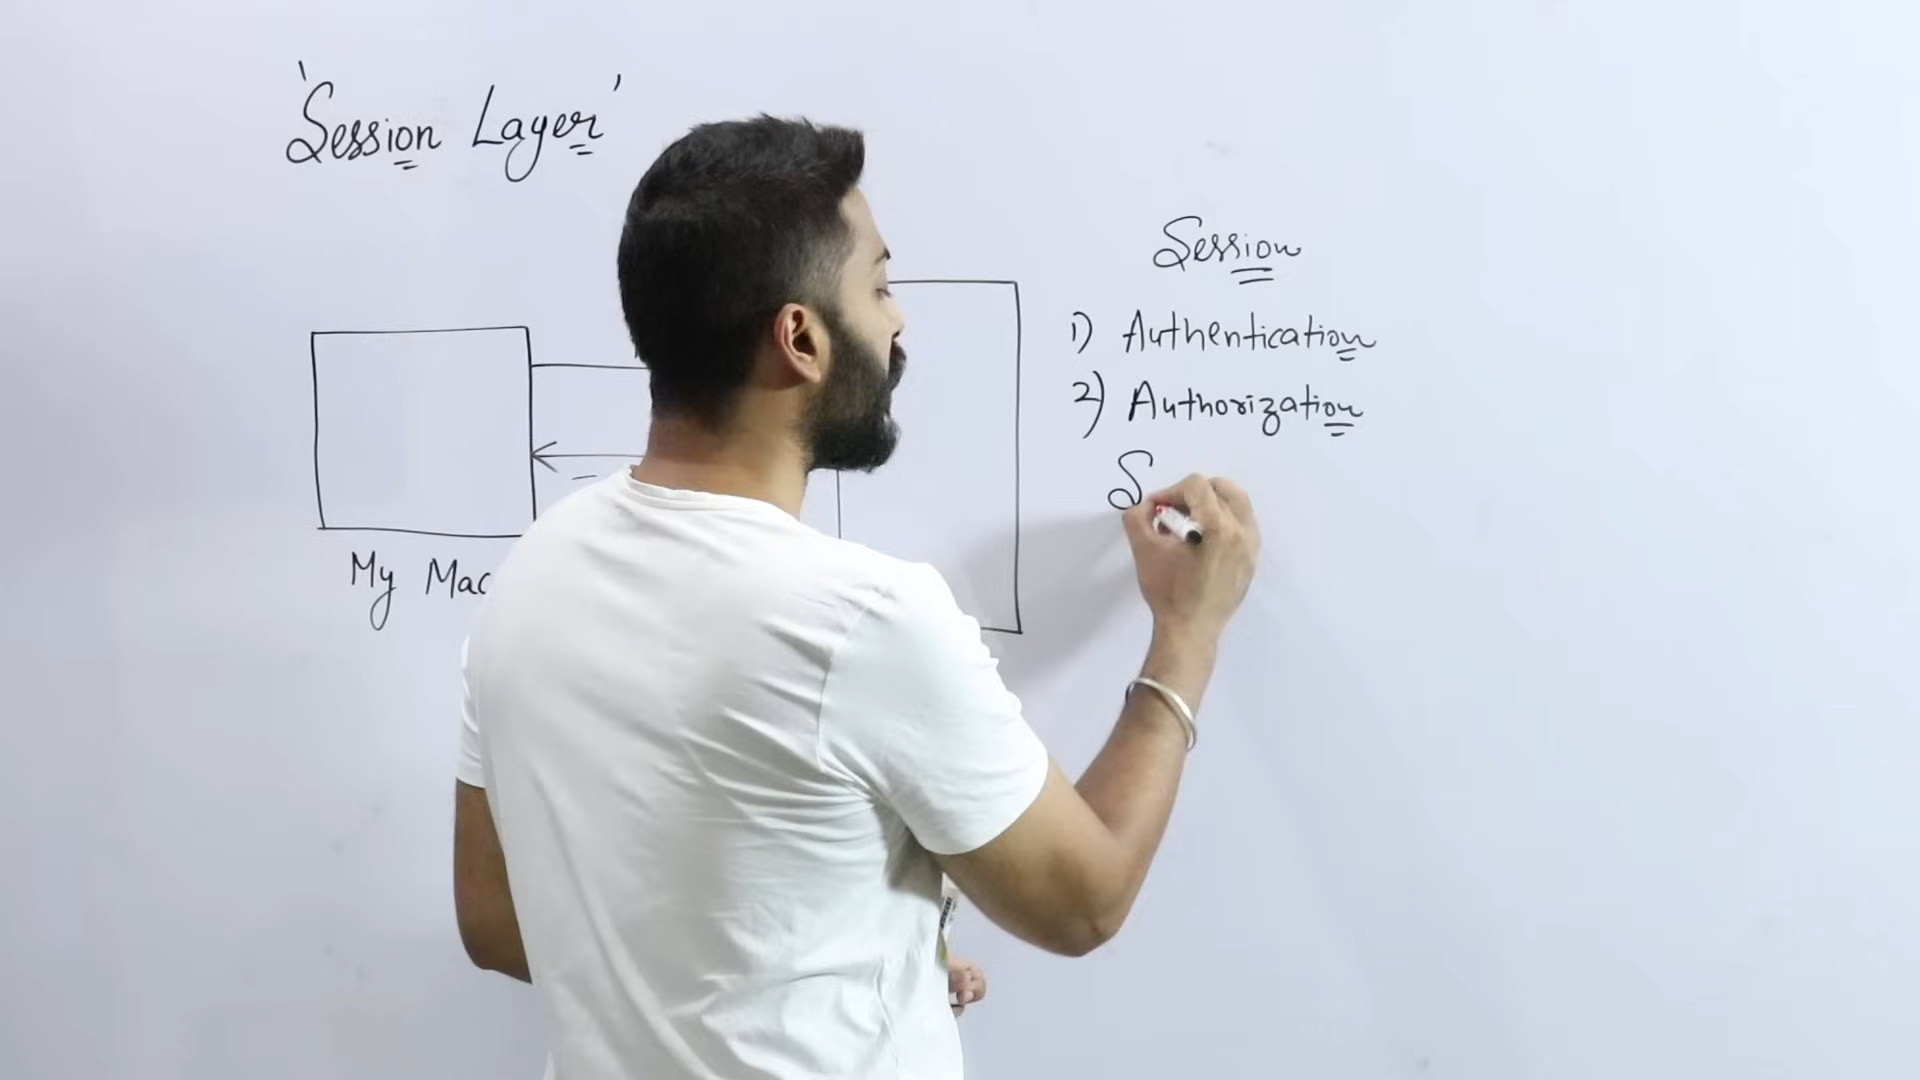 'Session Layer'
Session
1) Authentication
2) Authorization
S
My Mac